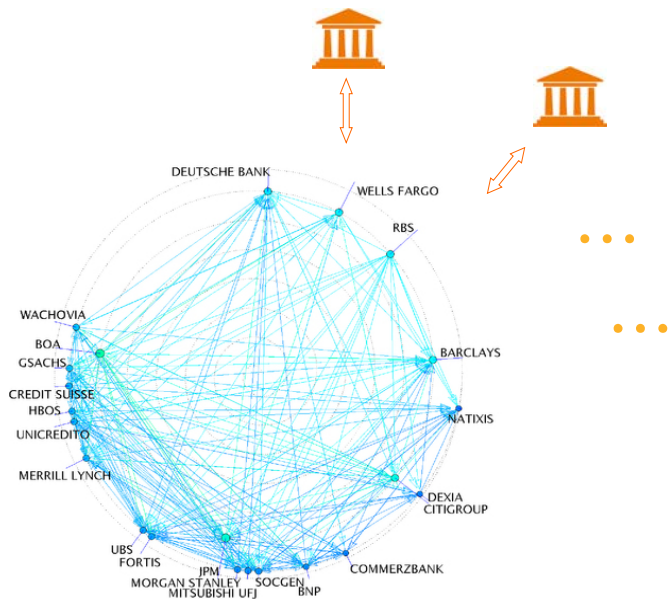 DEUTSCHE BANK
WELLS FARGO
RBS
WACHOVIA
BOA
GSACHS
CREDIT SUISSE
HBOS
UNICREDITO
MERRILL LYNCH
BARCLAYS
NATIXIS
DEXIA
CITIGROUP
UBS
FORTIS
JPM
MORGAN STANLEY
MITSUBISHI UFJ
SOCGEN
BNP
COMMERZBANK